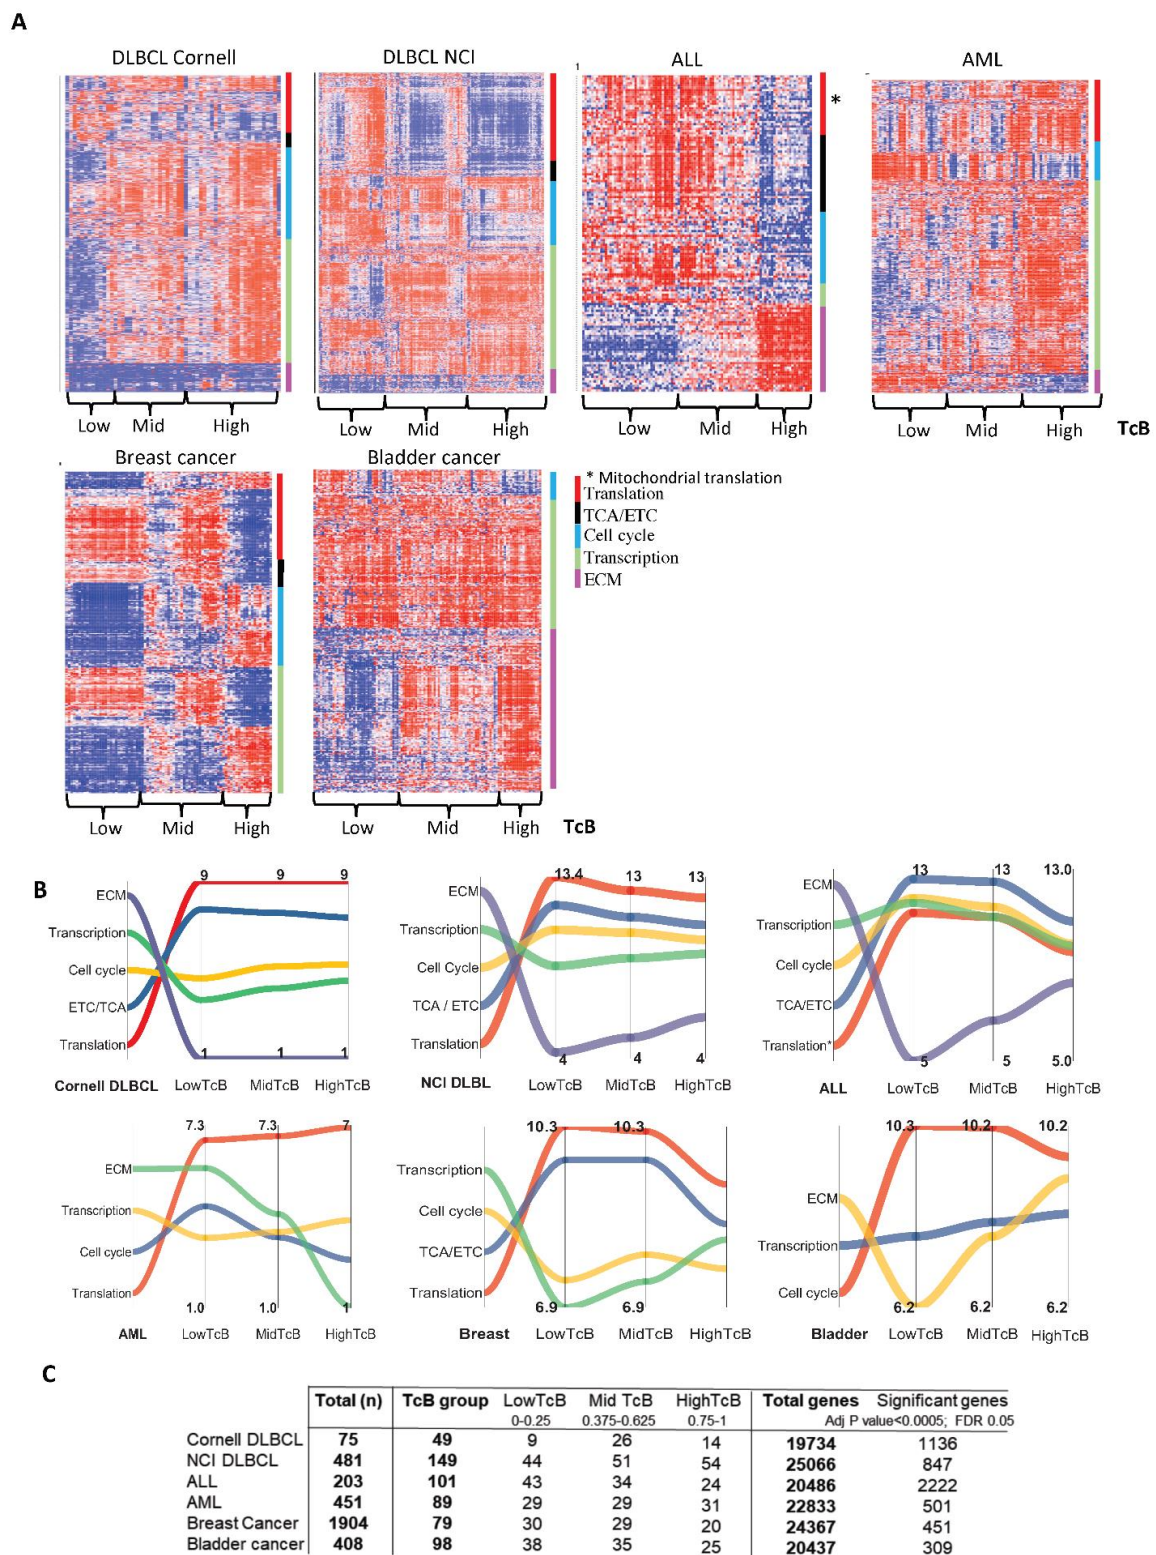 A
DLBCL Cornell
DLBCL NCI
ALL
AML
1
*
Low Mid High
Low Mid High
Low Mid High
Low Mid High
TcB
Breast cancer
Bladder cancer
* Mitochondrial translation
Translation
TCA/ETC
Cell cycle
Transcription
ECM
Low Mid High
Low Mid High
TcB
B
9 9 9
ECM
Transcription
Cell cycle
ETC/TCA
Translation
1 1 1
Cornell DLBCL LowTcB MidTcB HighTcB
13.4 13 13
ECM
Transcription
Cell Cycle
TCA / ETC
Translation
4 4 4
NCI DLBL LowTcB MidTcB HighTcB
13 13 13.0
ECM
Transcription
Cell cycle
TCA/ETC
Translation*
5 5 5.0
ALL LowTcB MidTcB HighTcB
7.3 7.3 7
ECM
Transcription
Cell cycle
Translation
1.0 1.0 1
AML LowTcB MidTcB HighTcB
10.3 10.3
Transcription
Cell cycle
TCA/ETC
Translation
6.9 6.9
Breast LowTcB MidTcB HighTcB
10.3 10.2 10.2
ECM
Transcription
Cell cycle
6.2 6.2 6.2
Bladder LowTcB MidTcB HighTcB
C
Total (n) TcB group LowTcB Mid TcB HighTcB Total genes Significant genes
0-0.25 0.375-0.625 0.75-1 Adj P value<0.0005; FDR 0.05
Cornell DLBCL 75 49 9 26 14 19734 1136
NCI DLBCL 481 149 44 51 54 25066 847
ALL 203 101 43 34 24 20486 2222
AML 451 89 29 29 31 22833 501
Breast Cancer 1904 79 30 29 20 24367 451
Bladder cancer 408 98 38 35 25 20437 309